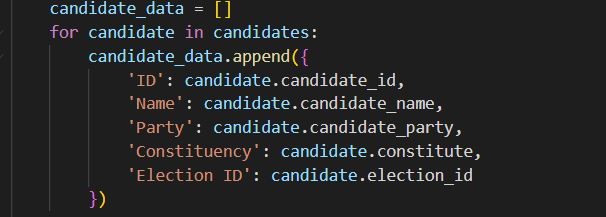 candidate_data = []
for candidate in candidates:
    candidate_data.append({
        'ID': candidate.candidate_id,
        'Name': candidate.candidate_name,
        'Party': candidate.candidate_party,
        'Constituency': candidate.constitute,
        'Election ID': candidate.election_id
    })